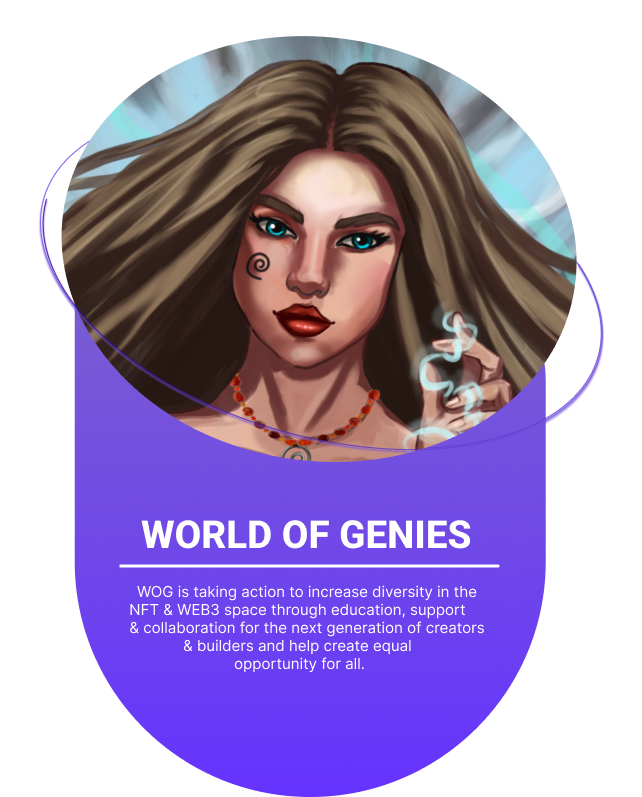 WORLD OF GENIES
WOG is taking action to increase diversity in the
NFT & WEB3 space through education, support
& collaboration for the next generation of creators
& builders and help create equal
opportunity for all.